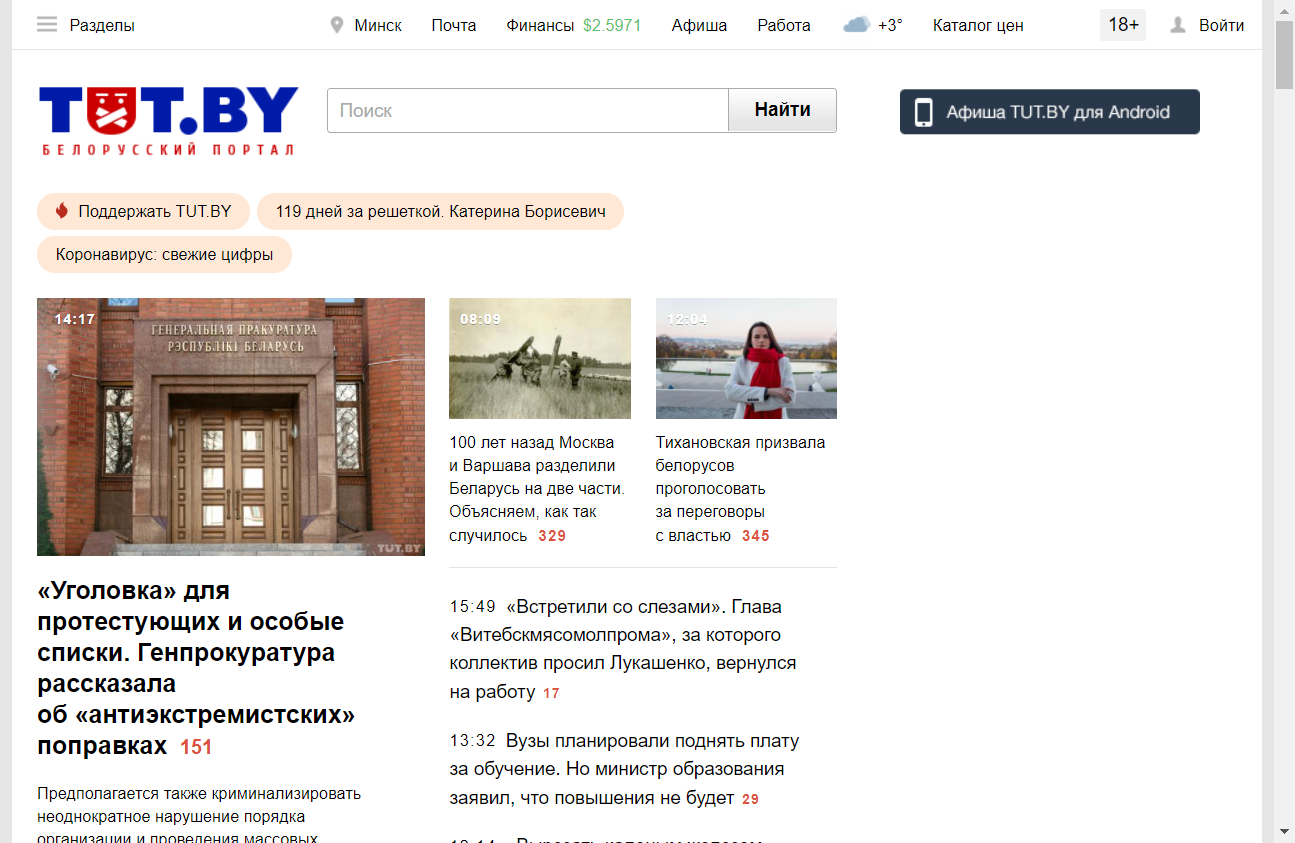 Разделы
Минск
Почта
Финансы $2.5971
Афиша
Работа
+3°
Каталог цен
18+
Войти
TUT.BY
БЕЛОРУССКИЙ ПОРТАЛ
Поиск
Найти
Афиша TUT.BY для Android
Поддержать TUT.BY
119 дней за решеткой. Катерина Борисевич
Коронавирус: свежие цифры
14:17
ГЕНЕРАЛЬНАЯ ПРАКУРАТУРА
РЭСПУБЛІКІ БЕЛАРУСЬ
TUT.BY
«Уголовка» для
протестующих и особые
списки. Генпрокуратура
рассказала
об «антиэкстремистских»
поправках 151
Предполагается также криминализировать
неоднократное нарушение порядка
организации и проведения массовых
08:09
100 лет назад Москва
и Варшава разделили
Беларусь на две части.
Объясняем, как так
случилось 329
12:04
Тихановская призвала
белорусов
проголосовать
за переговоры
с властью 345
15:49 «Встретили со слезами». Глава
«Витебскмясомолпрома», за которого
коллектив просил Лукашенко, вернулся
на работу 17
13:32 Вузы планировали поднять плату
за обучение. Но министр образования
заявил, что повышения не будет 29